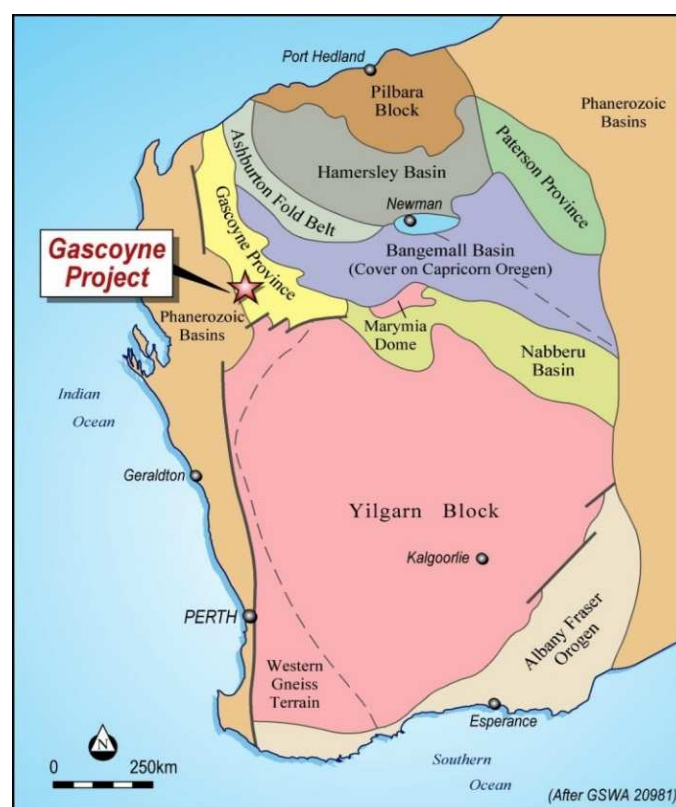 Port Hedland
Pilbara
Block
Phanerozoic
Basins
Ashburton Fold Belt
Hamersley Basin
Paterson Province
Newman
Gascoyne Province
Bangemall Basin
(Cover on Capricorn Oregen)
Gascoyne
Project
Phanerozoic
Basins
Marymia
Dome
Nabberu
Basin
Indian
Ocean
Geraldton
Yilgarn Block
Kalgoorlie
PERTH
Albany Fraser
Orogen
Western
Gneiss
Terrain
Esperance
N
0 250km
Southern
Ocean
(After GSWA 20981)